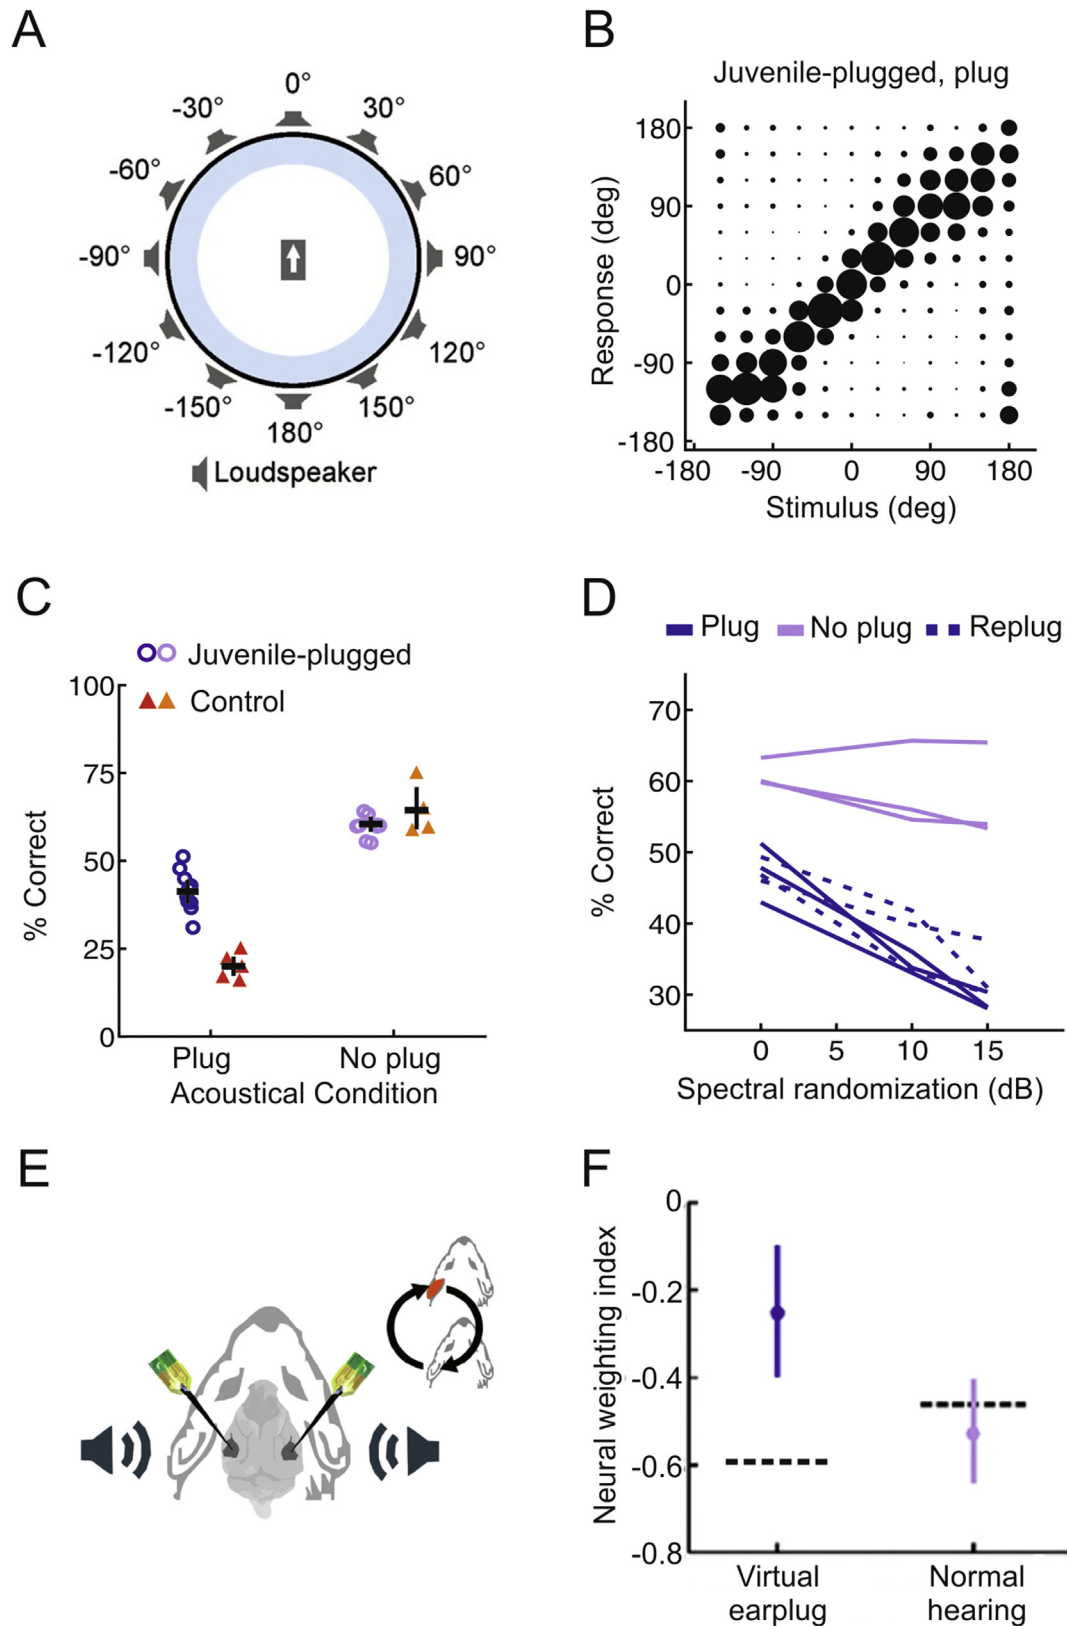 A
0°
-30°
30°
-60°
60°
-90°
90°
-120°
120°
-150°
150°
180°
Loudspeaker
B
Juvenile-plugged, plug
Response (deg)
180
90
0
-90
-180
-180 -90 0 90 180
Stimulus (deg)
C
Juvenile-plugged
Control
% Correct
100
75
50
25
0
Plug No plug
Acoustical Condition
D
Plug No plug Replug
% Correct
70
60
50
40
30
0 5 10 15
Spectral randomization (dB)
E
F
Neural weighting index
0
-0.2
-0.4
-0.6
-0.8
Virtual
earplug
Normal
hearing